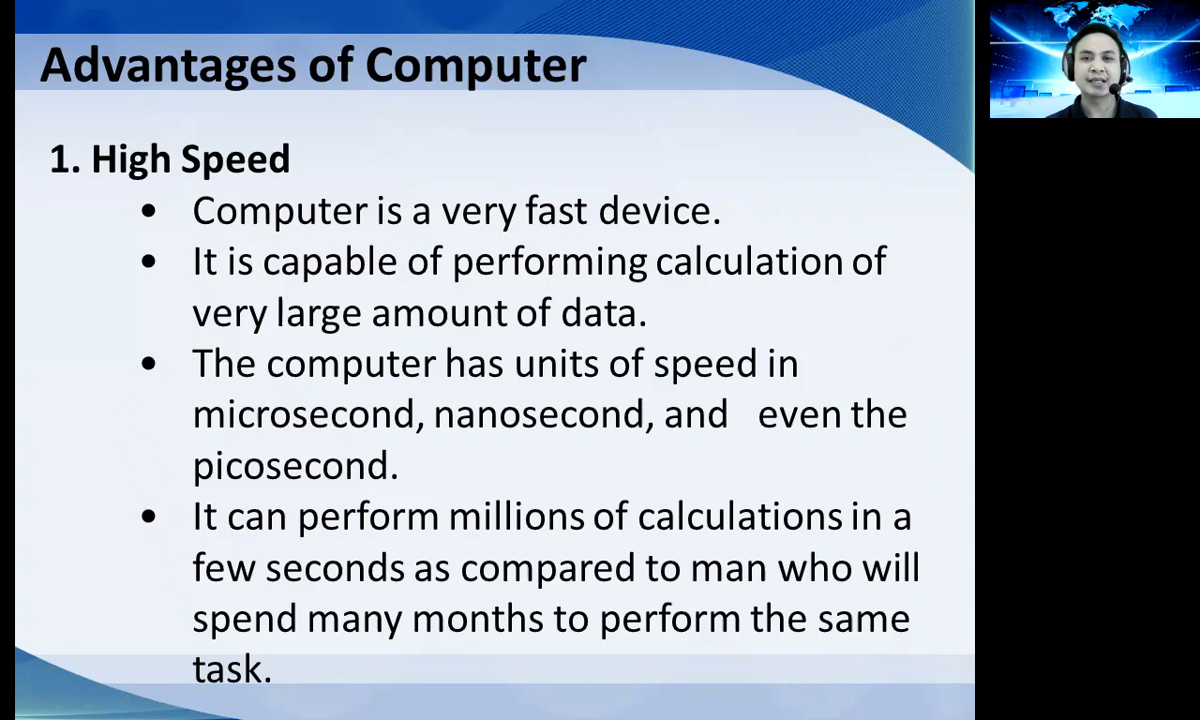 Advantages of Computer
1. High Speed
• Computer is a very fast device.
• It is capable of performing calculation of
very large amount of data.
• The computer has units of speed in
microsecond, nanosecond, and even the
picosecond.
• It can perform millions of calculations in a
few seconds as compared to man who will
spend many months to perform the same
task.